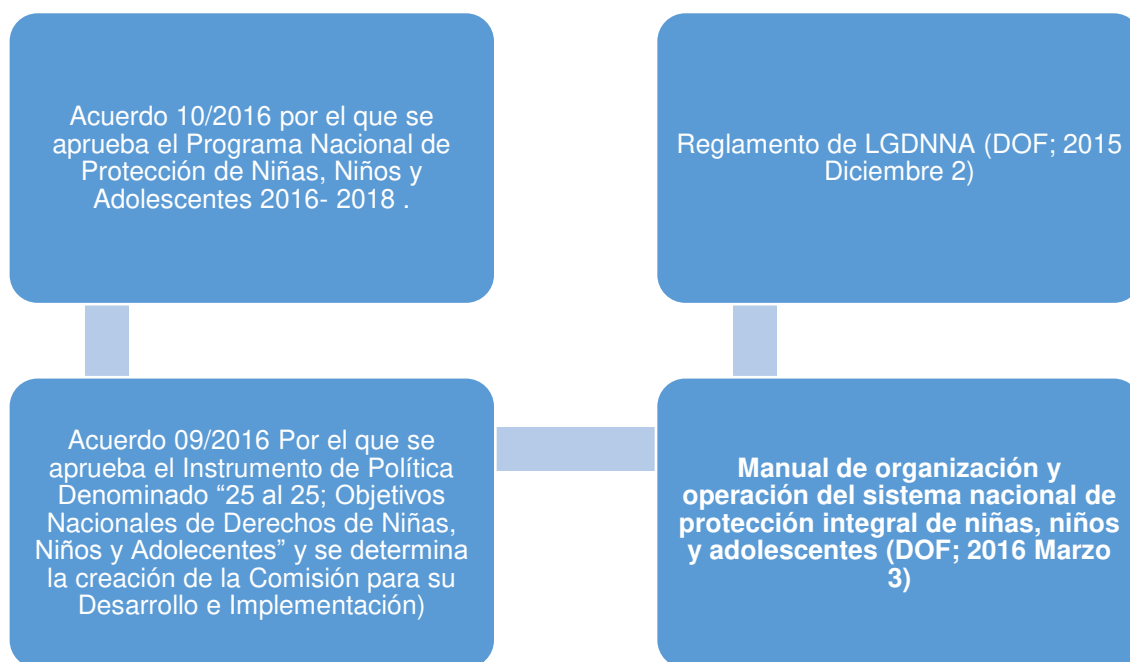 Acuerdo 10/2016 por el que se
aprueba el Programa Nacional de
Protección de Niñas, Niños y
Adolescentes 2016- 2018 .
Reglamento de LGDNNA (DOF; 2015
Diciembre 2)
Acuerdo 09/2016 Por el que se
aprueba el Instrumento de Política
Denominado “25 al 25; Objetivos
Nacionales de Derechos de Niñas,
Niños y Adolecentes” y se determina
la creación de la Comisión para su
Desarrollo e Implementación)
Manual de organización y
operación del sistema nacional de
protección integral de niñas, niños
y adolescentes (DOF; 2016 Marzo
3)